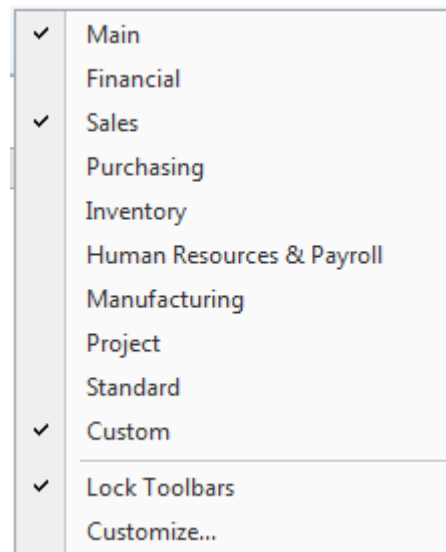 Main
Financial
Sales
Purchasing
Inventory
Human Resources & Payroll
Manufacturing
Project
Standard
Custom
Lock Toolbars
Customize...